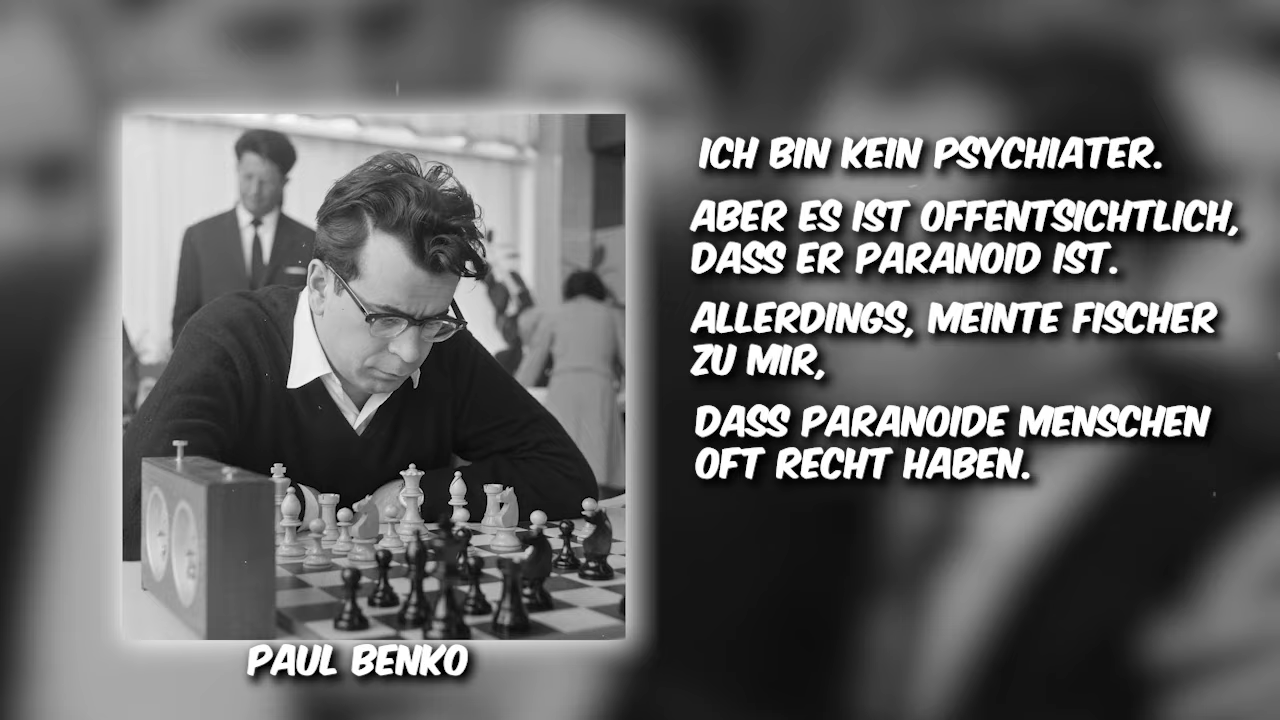 ICH BIN KEIN PSYCHIATER.
ABER ES IST OFFENTSICHTLICH,
DASS ER PARANOID IST.
ALLERDINGS, MEINTE FISCHER
ZU MIR,
DASS PARANOIDE MENSCHEN
OFT RECHT HABEN.
PAUL BENKO